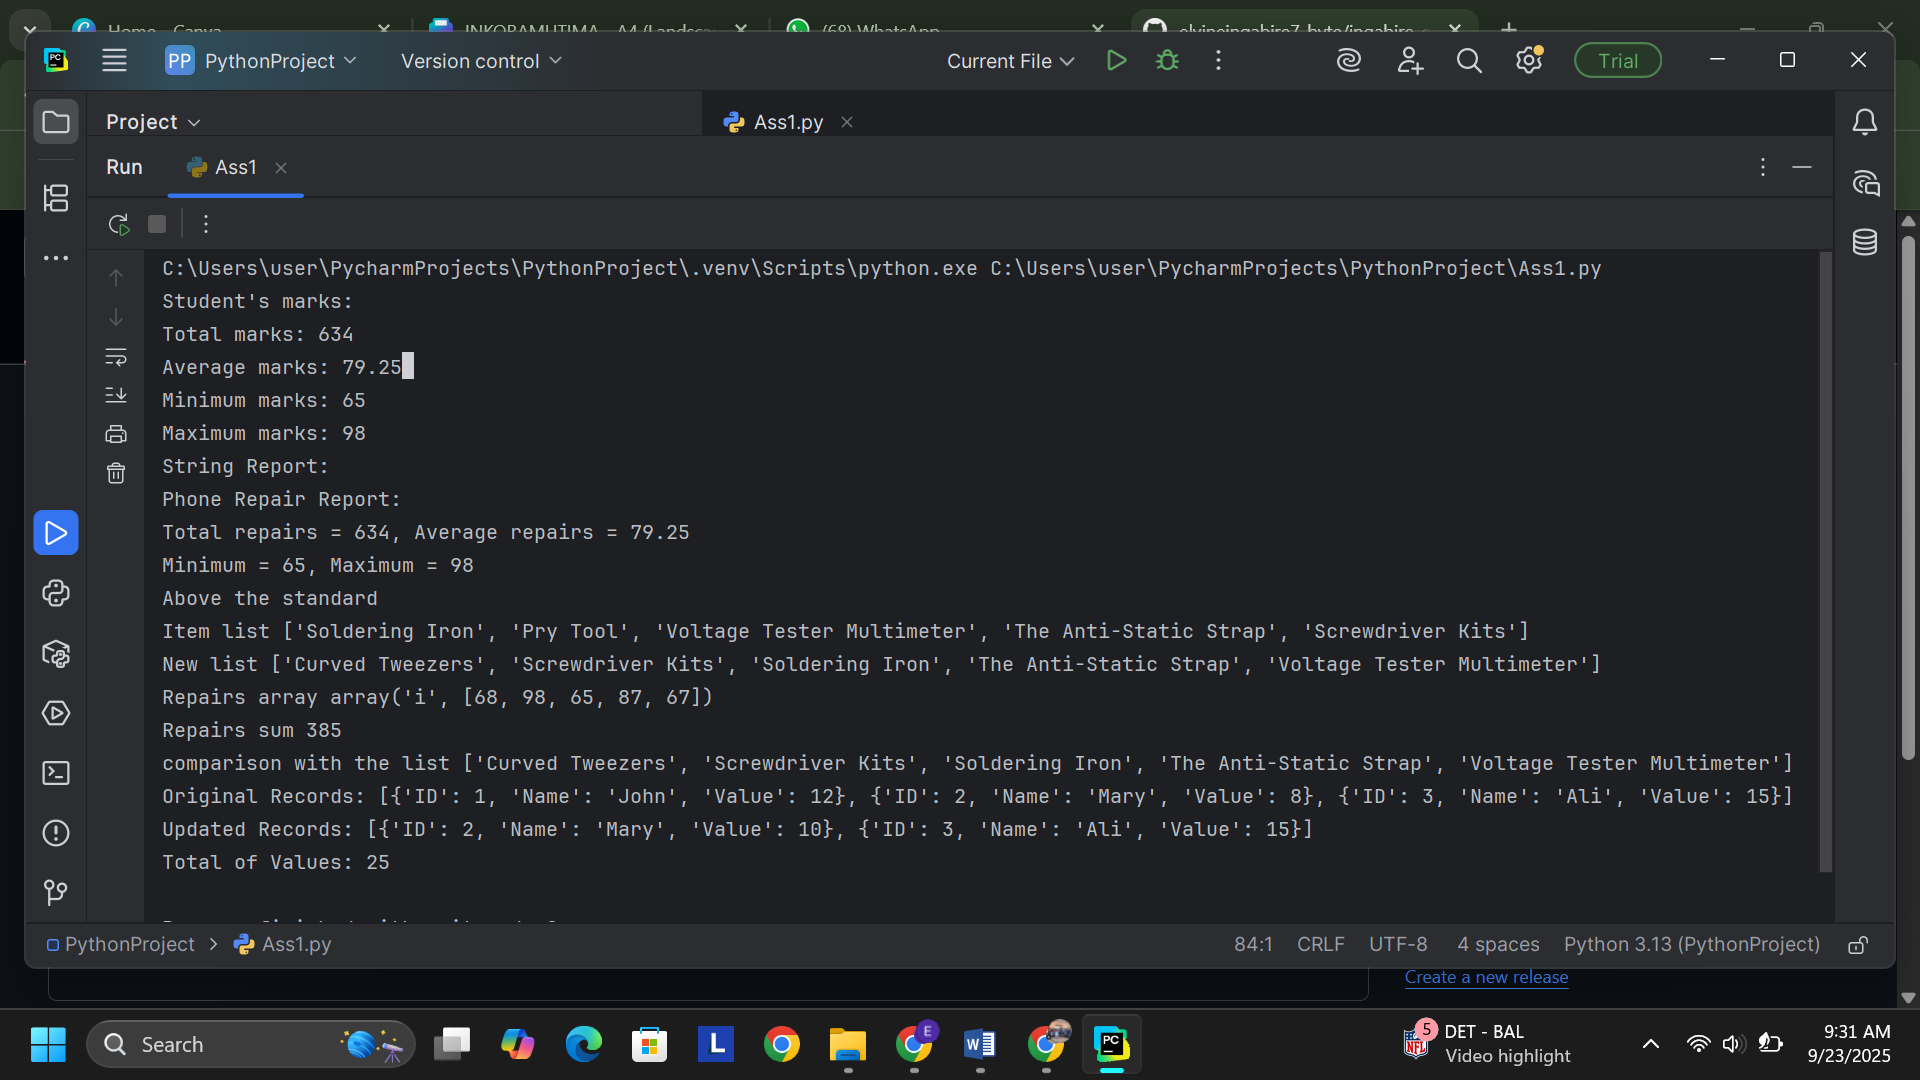 Home - Canva
INKORAMUTIMA - A4 (Landsca
(68) WhatsApp
elvineingabire7-byte/ingabire
PC
PP PythonProject
Version control
Current File
Trial
Project
Ass1.py
Run
Ass1
C:\Users\user\PycharmProjects\PythonProject\.venv\Scripts\python.exe C:\Users\user\PycharmProjects\PythonProject\Ass1.py
Student's marks:
Total marks: 634
Average marks: 79.25
Minimum marks: 65
Maximum marks: 98
String Report:
Phone Repair Report:
Total repairs = 634, Average repairs = 79.25
Minimum = 65, Maximum = 98
Above the standard
Item list ['Soldering Iron', 'Pry Tool', 'Voltage Tester Multimeter', 'The Anti-Static Strap', 'Screwdriver Kits']
New list ['Curved Tweezers', 'Screwdriver Kits', 'Soldering Iron', 'The Anti-Static Strap', 'Voltage Tester Multimeter']
Repairs array array('i', [68, 98, 65, 87, 67])
Repairs sum 385
comparison with the list ['Curved Tweezers', 'Screwdriver Kits', 'Soldering Iron', 'The Anti-Static Strap', 'Voltage Tester Multimeter']
Original Records: [{'ID': 1, 'Name': 'John', 'Value': 12}, {'ID': 2, 'Name': 'Mary', 'Value': 8}, {'ID': 3, 'Name': 'Ali', 'Value': 15}]
Updated Records: [{'ID': 2, 'Name': 'Mary', 'Value': 10}, {'ID': 3, 'Name': 'Ali', 'Value': 15}]
Total of Values: 25
PythonProject > Ass1.py
84:1 CRLF UTF-8 4 spaces Python 3.13 (PythonProject)
Create a new release
Search
L
E
W
PC
NFL
5
DET - BAL
Video highlight
9:31 AM
9/23/2025